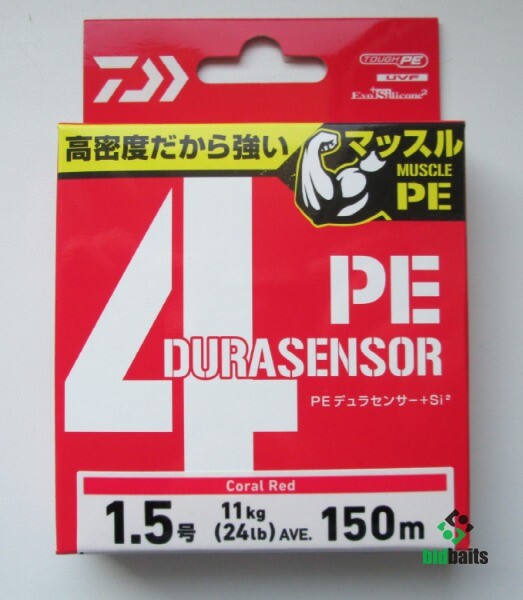 TOUGH PE
UVF
Evo Silicone²
高密度だから強い
マッスル
MUSCLE
PE
4
PE
DURASENSOR
PEデュラセンサー+Si²
Coral Red
1.5号 11kg (24lb) AVE. 150m
bidbaits